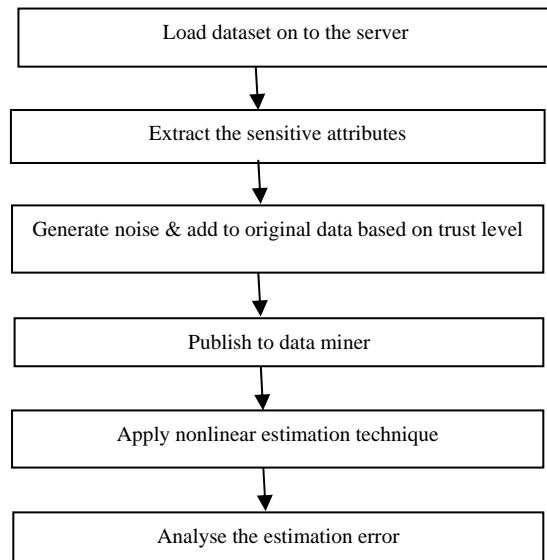 Load dataset on to the server
Extract the sensitive attributes
Generate noise & add to original data based on trust level
Publish to data miner
Apply nonlinear estimation technique
Analyse the estimation error